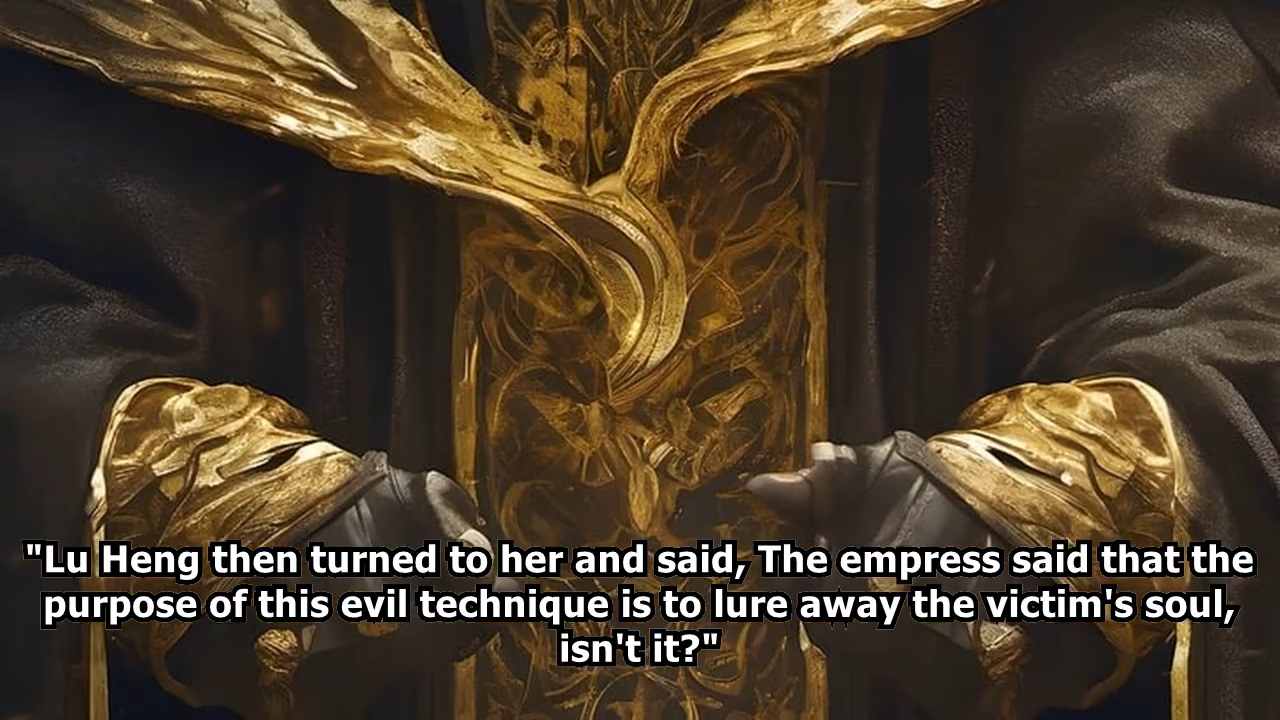 "Lu Heng then turned to her and said, The empress said that the
purpose of this evil technique is to lure away the victim's soul,
isn't it?"